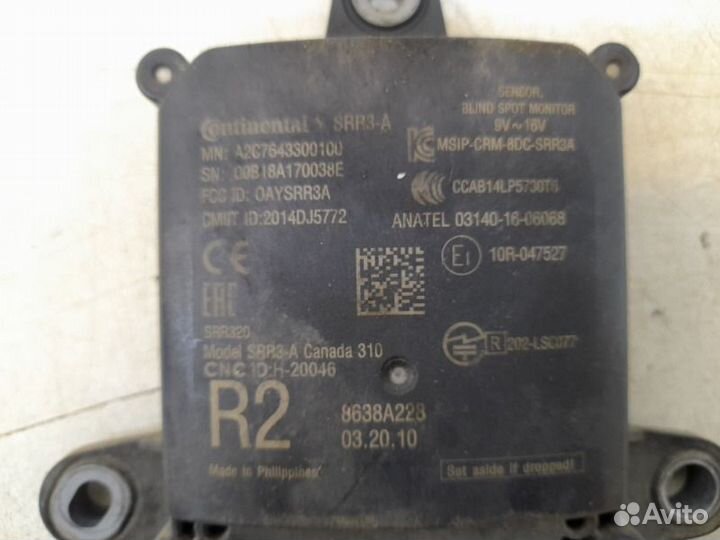 Continental SRR3-A
MN: A2C7643300100
SN: 00B18A170038E
FCC ID: OAYSRR3A
CMIIT ID:2014DJ5772
SENSOR,
BLIND SPOT MONITOR
9V~16V
MSIP-CRM-8DC-SRR3A
CCAB14LP5730T8
ANATEL 03140-16-06068
CE
E1 10R-047527
EAC
SRR320
Model SRR3-A Canada 310
CNC ID:H-20046
R 202-LSC077
R2
8638A228
03.20.10
Made in Philippines
Set aside if dropped!
Avito